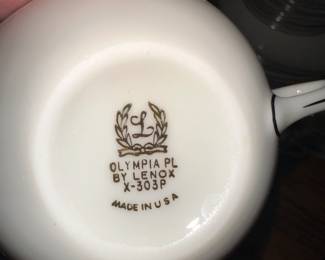 L
OLYMPIA PL
BY LENOX
X-303P
MADE IN USA